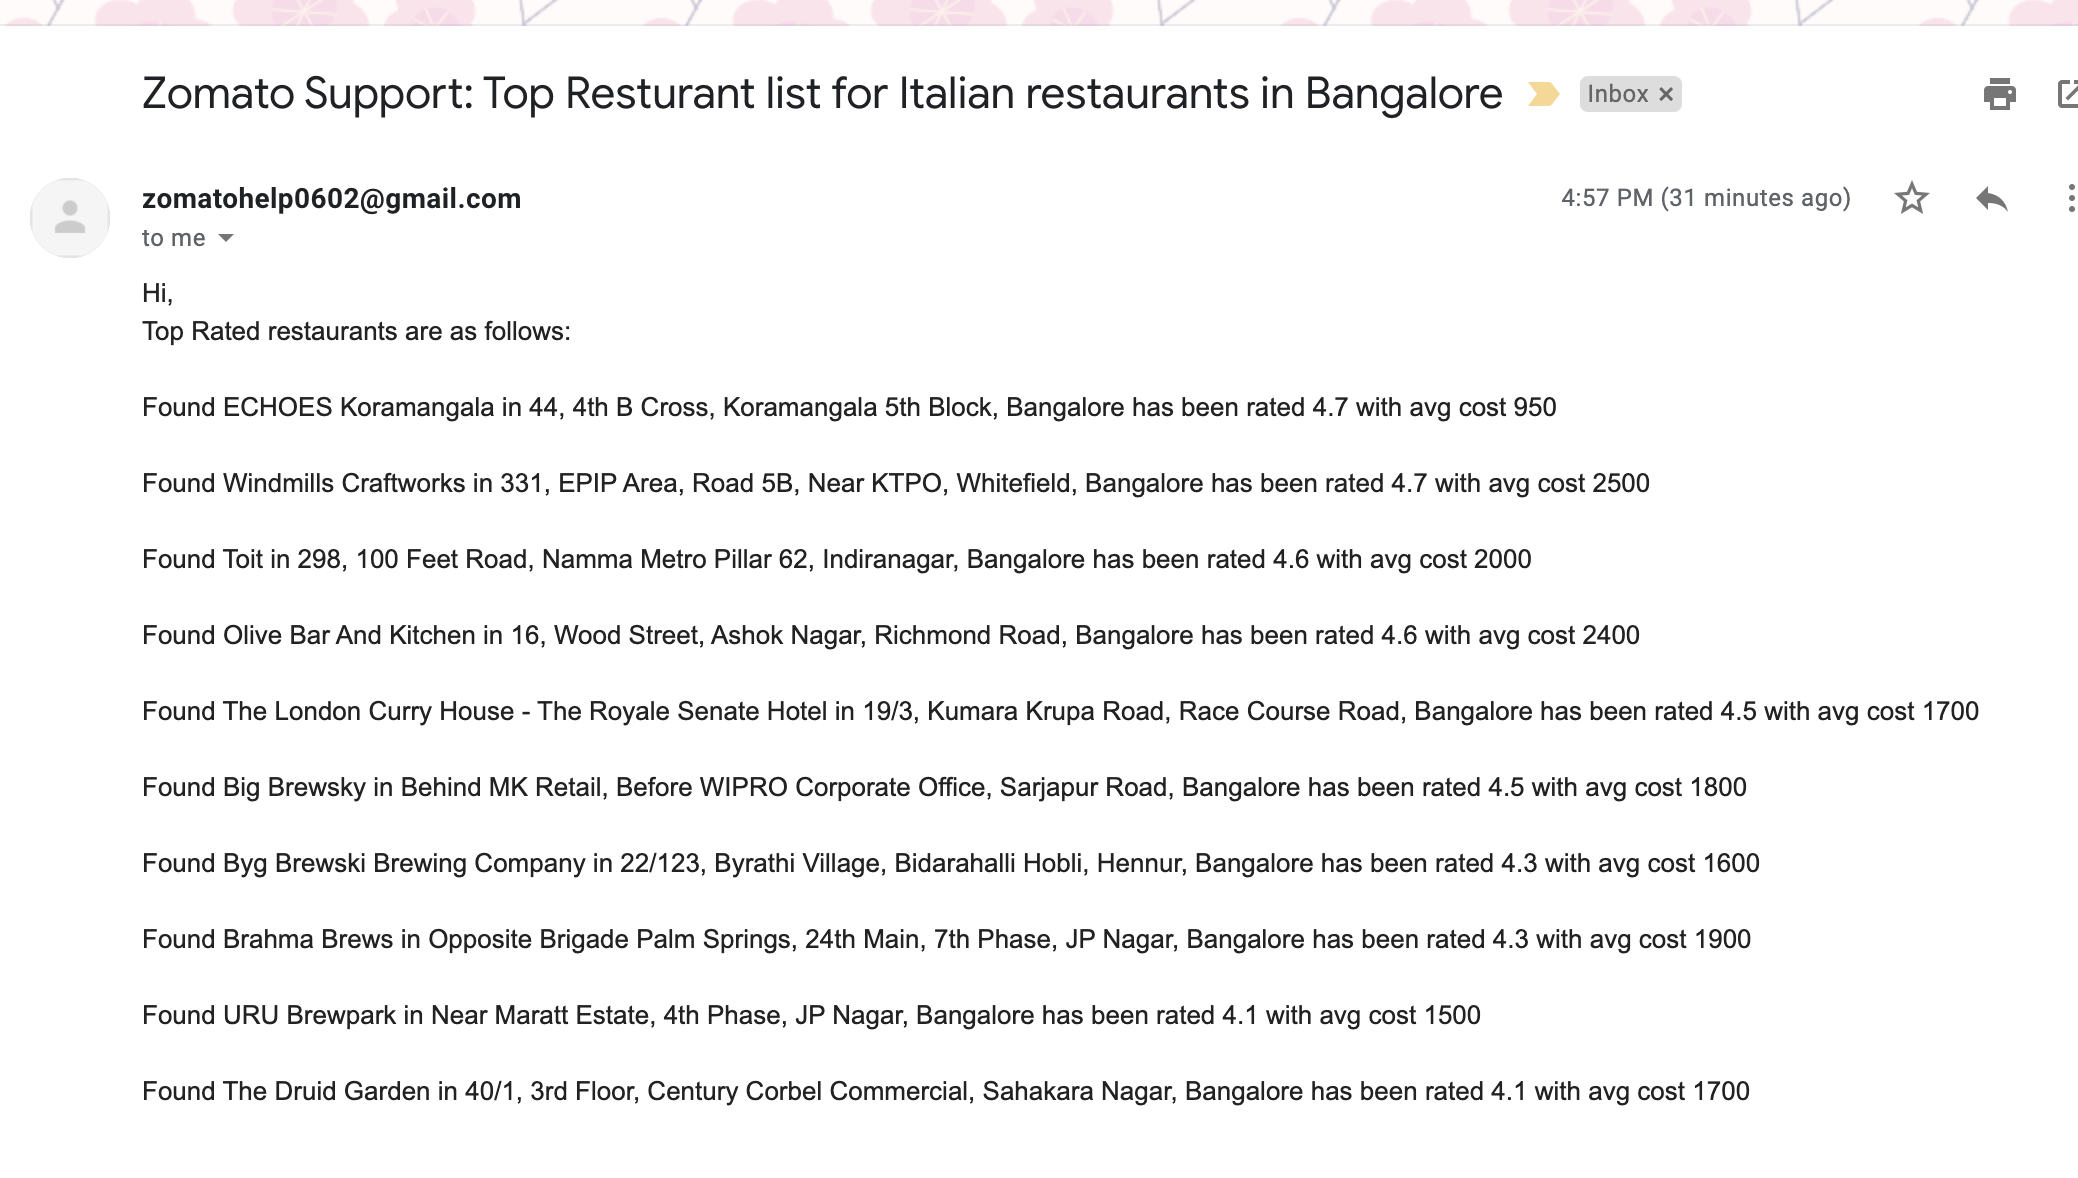 Zomato Support: Top Resturant list for Italian restaurants in Bangalore
Inbox ×
zomatohelp0602@gmail.com
4:57 PM (31 minutes ago)
to me
Hi,
Top Rated restaurants are as follows:
Found ECHOES Koramangala in 44, 4th B Cross, Koramangala 5th Block, Bangalore has been rated 4.7 with avg cost 950
Found Windmills Craftworks in 331, EPIP Area, Road 5B, Near KTPO, Whitefield, Bangalore has been rated 4.7 with avg cost 2500
Found Toit in 298, 100 Feet Road, Namma Metro Pillar 62, Indiranagar, Bangalore has been rated 4.6 with avg cost 2000
Found Olive Bar And Kitchen in 16, Wood Street, Ashok Nagar, Richmond Road, Bangalore has been rated 4.6 with avg cost 2400
Found The London Curry House - The Royale Senate Hotel in 19/3, Kumara Krupa Road, Race Course Road, Bangalore has been rated 4.5 with avg cost 1700
Found Big Brewsky in Behind MK Retail, Before WIPRO Corporate Office, Sarjapur Road, Bangalore has been rated 4.5 with avg cost 1800
Found Byg Brewski Brewing Company in 22/123, Byrathi Village, Bidarahalli Hobli, Hennur, Bangalore has been rated 4.3 with avg cost 1600
Found Brahma Brews in Opposite Brigade Palm Springs, 24th Main, 7th Phase, JP Nagar, Bangalore has been rated 4.3 with avg cost 1900
Found URU Brewpark in Near Maratt Estate, 4th Phase, JP Nagar, Bangalore has been rated 4.1 with avg cost 1500
Found The Druid Garden in 40/1, 3rd Floor, Century Corbel Commercial, Sahakara Nagar, Bangalore has been rated 4.1 with avg cost 1700